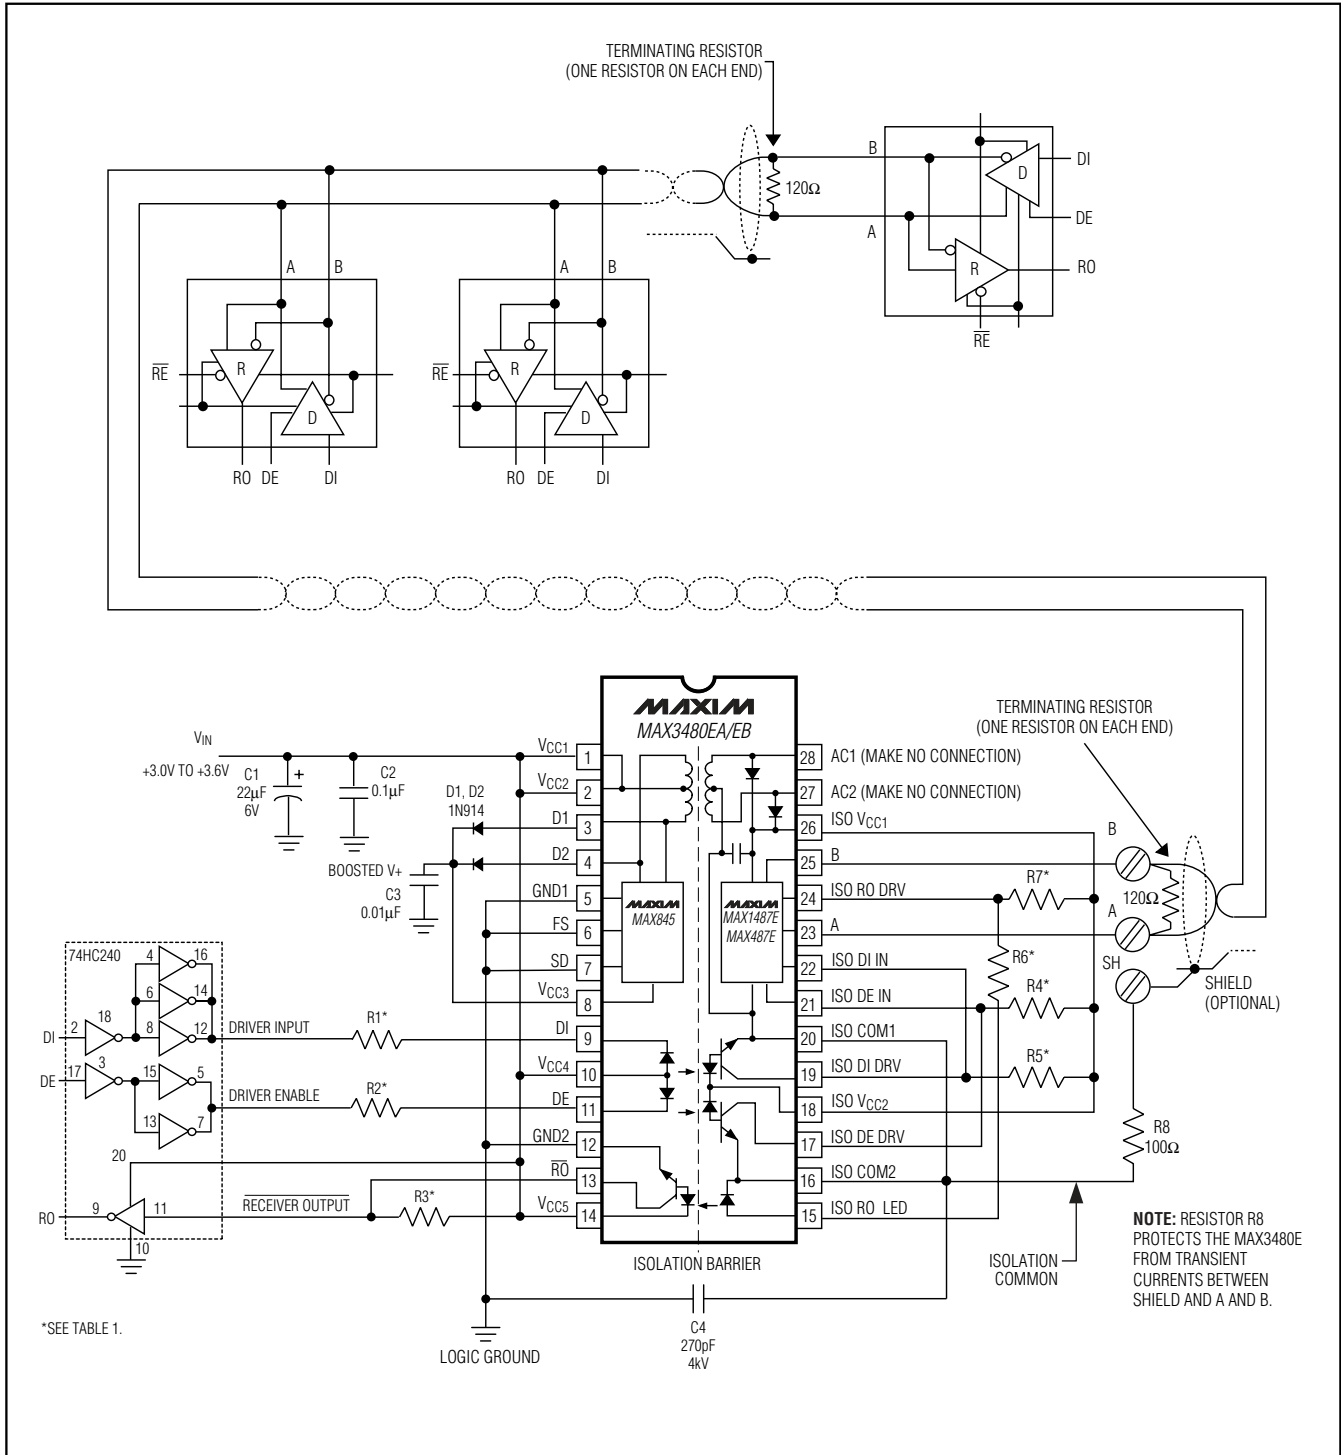 TERMINATING RESISTOR
(ONE RESISTOR ON EACH END)
B
DI
D
120Ω
DE
A
R
RO
RE
A
B
A
B
RE
R
D
RE
R
D
RO DE DI
RO DE DI
MAXIM
MAX3480EA/EB
TERMINATING RESISTOR
(ONE RESISTOR ON EACH END)
VIN
+3.0V TO +3.6V
C1
22µF
6V
+
C2
0.1µF
D1, D2
1N914
BOOSTED V+
C3
0.01µF
VCC1 1
VCC2 2
D1 3
D2 4
GND1 5
FS 6
SD 7
VCC3 8
DI 9
VCC4 10
DE 11
GND2 12
RO 13
VCC5 14
MAXIM
MAX845
MAXIM
MAX1487E
MAX487E
28 AC1 (MAKE NO CONNECTION)
27 AC2 (MAKE NO CONNECTION)
26 ISO VCC1
25 B
24 ISO RO DRV
23 A
22 ISO DI IN
21 ISO DE IN
20 ISO COM1
19 ISO DI DRV
18 ISO VCC2
17 ISO DE DRV
16 ISO COM2
15 ISO RO LED
B
R7*
120Ω
A
R6*
SH
R4*
SHIELD
(OPTIONAL)
R5*
R8
100Ω
74HC240
4 16
6 14
DI 2 18 8 12 DRIVER INPUT R1*
DE 17 3 15 5
DRIVER ENABLE R2*
13 7
20
RO 9 11 RECEIVER OUTPUT R3*
10
ISOLATION BARRIER
ISOLATION
COMMON
NOTE: RESISTOR R8
PROTECTS THE MAX3480E
FROM TRANSIENT
CURRENTS BETWEEN
SHIELD AND A AND B.
C4
270pF
4kV
LOGIC GROUND
*SEE TABLE 1.